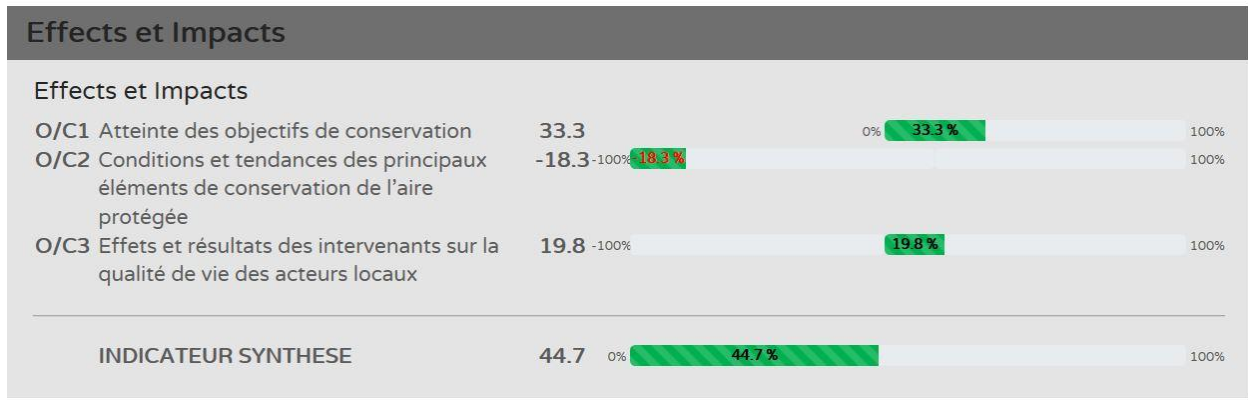 Effects et Impacts
Effects et Impacts
O/C1 Atteinte des objectifs de conservation 33.3 0% 33.3 % 100%
O/C2 Conditions et tendances des principaux -18.3 -100% -18.3 % 100%
éléments de conservation de l'aire
protégée
O/C3 Effets et résultats des intervenants sur la 19.8 -100% 19.8 % 100%
qualité de vie des acteurs locaux
INDICATEUR SYNTHESE 44.7 0% 44.7 % 100%